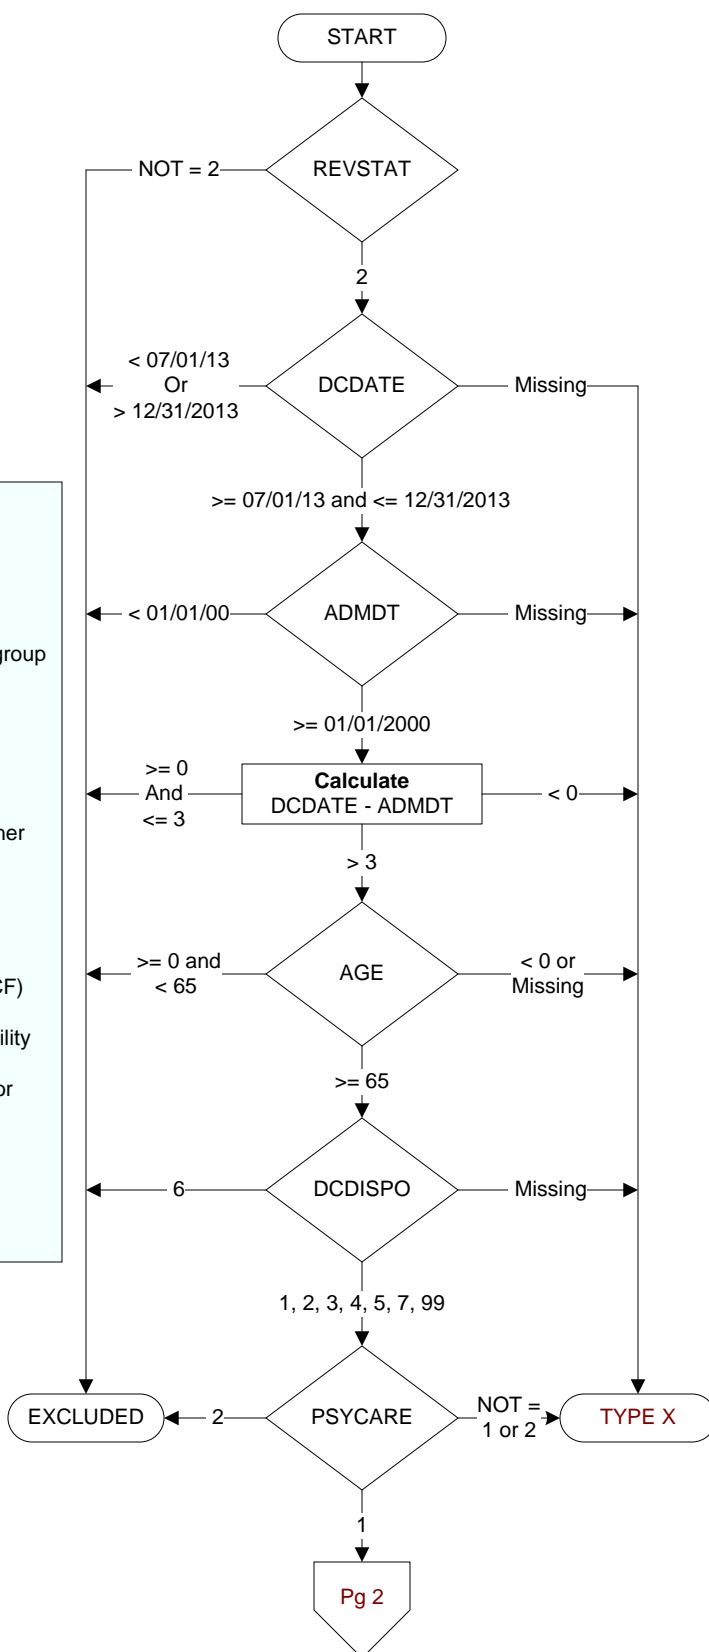 START
NOT = 2
REVSTAT
2
< 07/01/13
Or
> 12/31/2013
DCDATE
Missing
>= 07/01/13 and <= 12/31/2013
< 01/01/00
ADMDT
Missing
group
>= 01/01/2000
>= 0
And
<= 3
Calculate
DCDATE - ADMDT
< 0
> 3
>= 0 and
< 65
AGE
< 0 or
Missing
ility
or
>= 65
6
DCDISPO
Missing
1, 2, 3, 4, 5, 7, 99
EXCLUDED
2
PSYCARE
NOT =
1 or 2
TYPE X
1
Pg 2